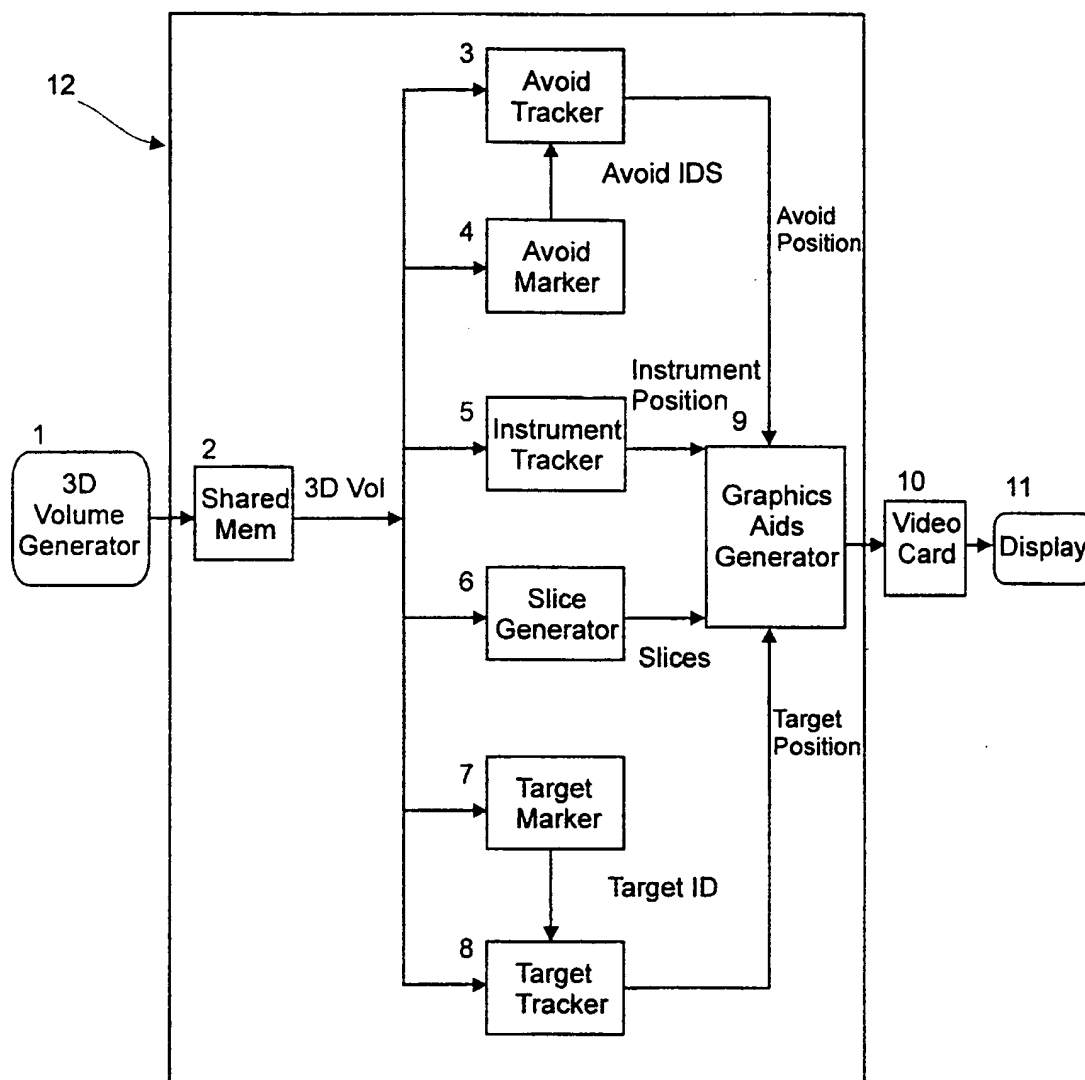 12
3
Avoid
Tracker
Avoid IDS
4
Avoid
Marker
Avoid
Position
1
3D
Volume
Generator
2
Shared
Mem
3D Vol
5
Instrument
Tracker
Instrument
Position
6
Slice
Generator
Slices
9
Graphics
Aids
Generator
10
Video
Card
11
Display
7
Target
Marker
Target ID
8
Target
Tracker
Target
Position